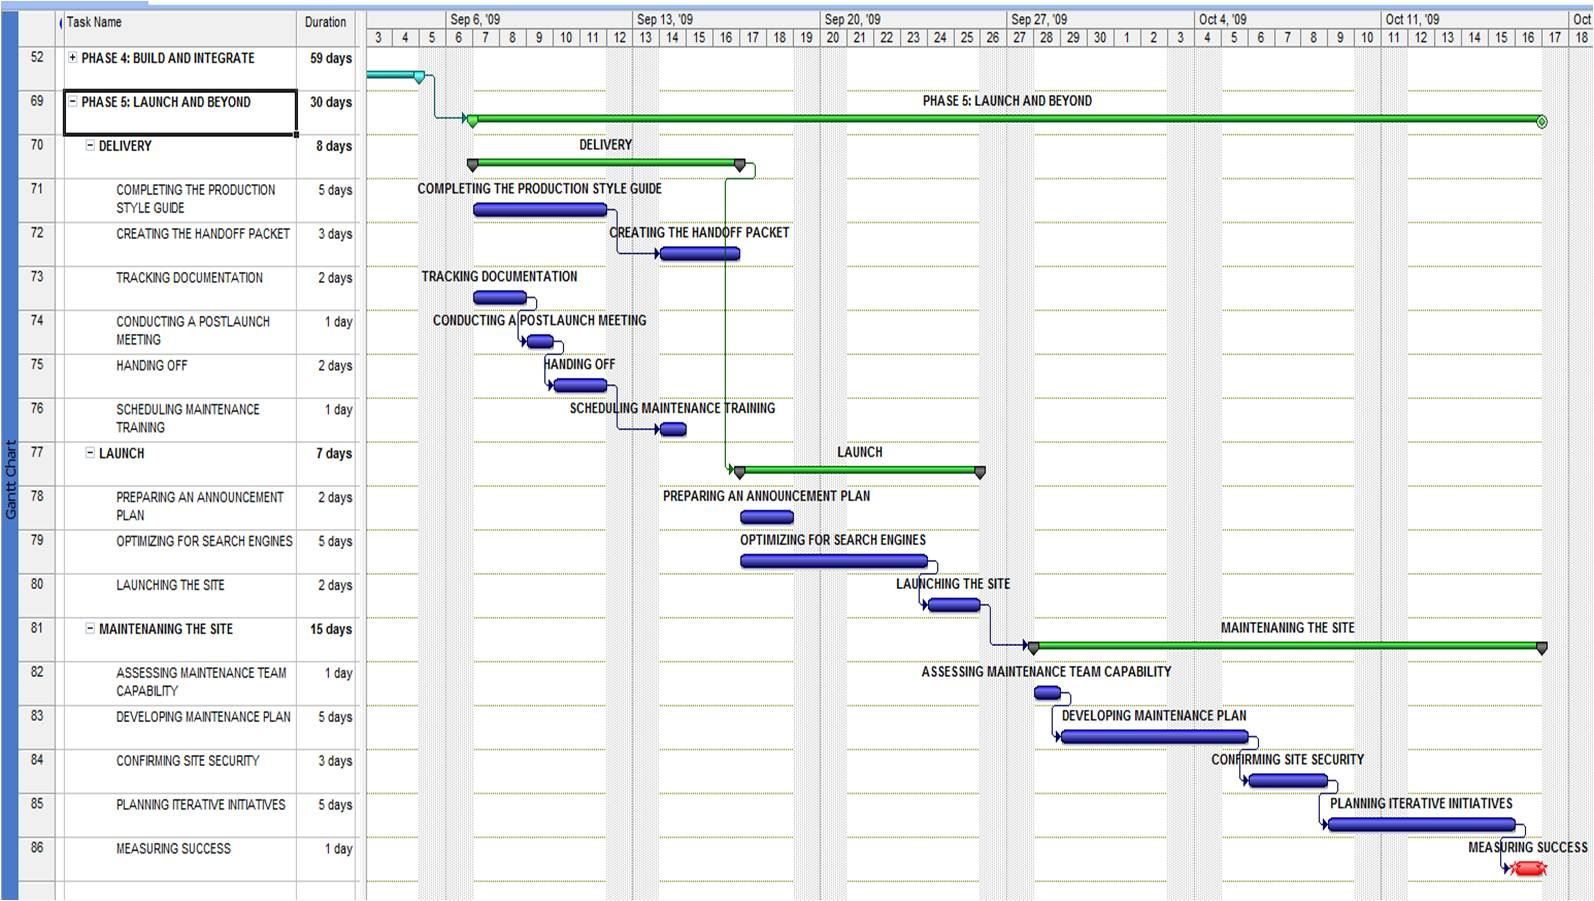 Task Name Duration Sep 6, '09 Sep 13, '09 Sep 20, '09 Sep 27, '09 Oct 4, '09 Oct 11, '09 Oct
3 4 5 6 7 8 9 10 11 12 13 14 15 16 17 18 19 20 21 22 23 24 25 26 27 28 29 30 1 2 3 4 5 6 7 8 9 10 11 12 13 14 15 16 17 18
52 PHASE 4: BUILD AND INTEGRATE 59 days
69 PHASE 5: LAUNCH AND BEYOND 30 days PHASE 5: LAUNCH AND BEYOND
70 DELIVERY 8 days DELIVERY
71 COMPLETING THE PRODUCTION 5 days COMPLETING THE PRODUCTION STYLE GUIDE
STYLE GUIDE
72 CREATING THE HANDOFF PACKET 3 days CREATING THE HANDOFF PACKET
73 TRACKING DOCUMENTATION 2 days TRACKING DOCUMENTATION
74 CONDUCTING A POSTLAUNCH 1 day CONDUCTING A POSTLAUNCH MEETING
MEETING
75 HANDING OFF 2 days HANDING OFF
76 SCHEDULING MAINTENANCE 1 day SCHEDULING MAINTENANCE TRAINING
TRAINING
77 LAUNCH 7 days LAUNCH
78 PREPARING AN ANNOUNCEMENT 2 days PREPARING AN ANNOUNCEMENT PLAN
PLAN
79 OPTIMIZING FOR SEARCH ENGINES 5 days OPTIMIZING FOR SEARCH ENGINES
80 LAUNCHING THE SITE 2 days LAUNCHING THE SITE
81 MAINTENANING THE SITE 15 days MAINTENANING THE SITE
82 ASSESSING MAINTENANCE TEAM 1 day ASSESSING MAINTENANCE TEAM CAPABILITY
CAPABILITY
83 DEVELOPING MAINTENANCE PLAN 5 days DEVELOPING MAINTENANCE PLAN
84 CONFIRMING SITE SECURITY 3 days CONFIRMING SITE SECURITY
85 PLANNING ITERATIVE INITIATIVES 5 days PLANNING ITERATIVE INITIATIVES
86 MEASURING SUCCESS 1 day MEASURING SUCCESS
Gantt Chart